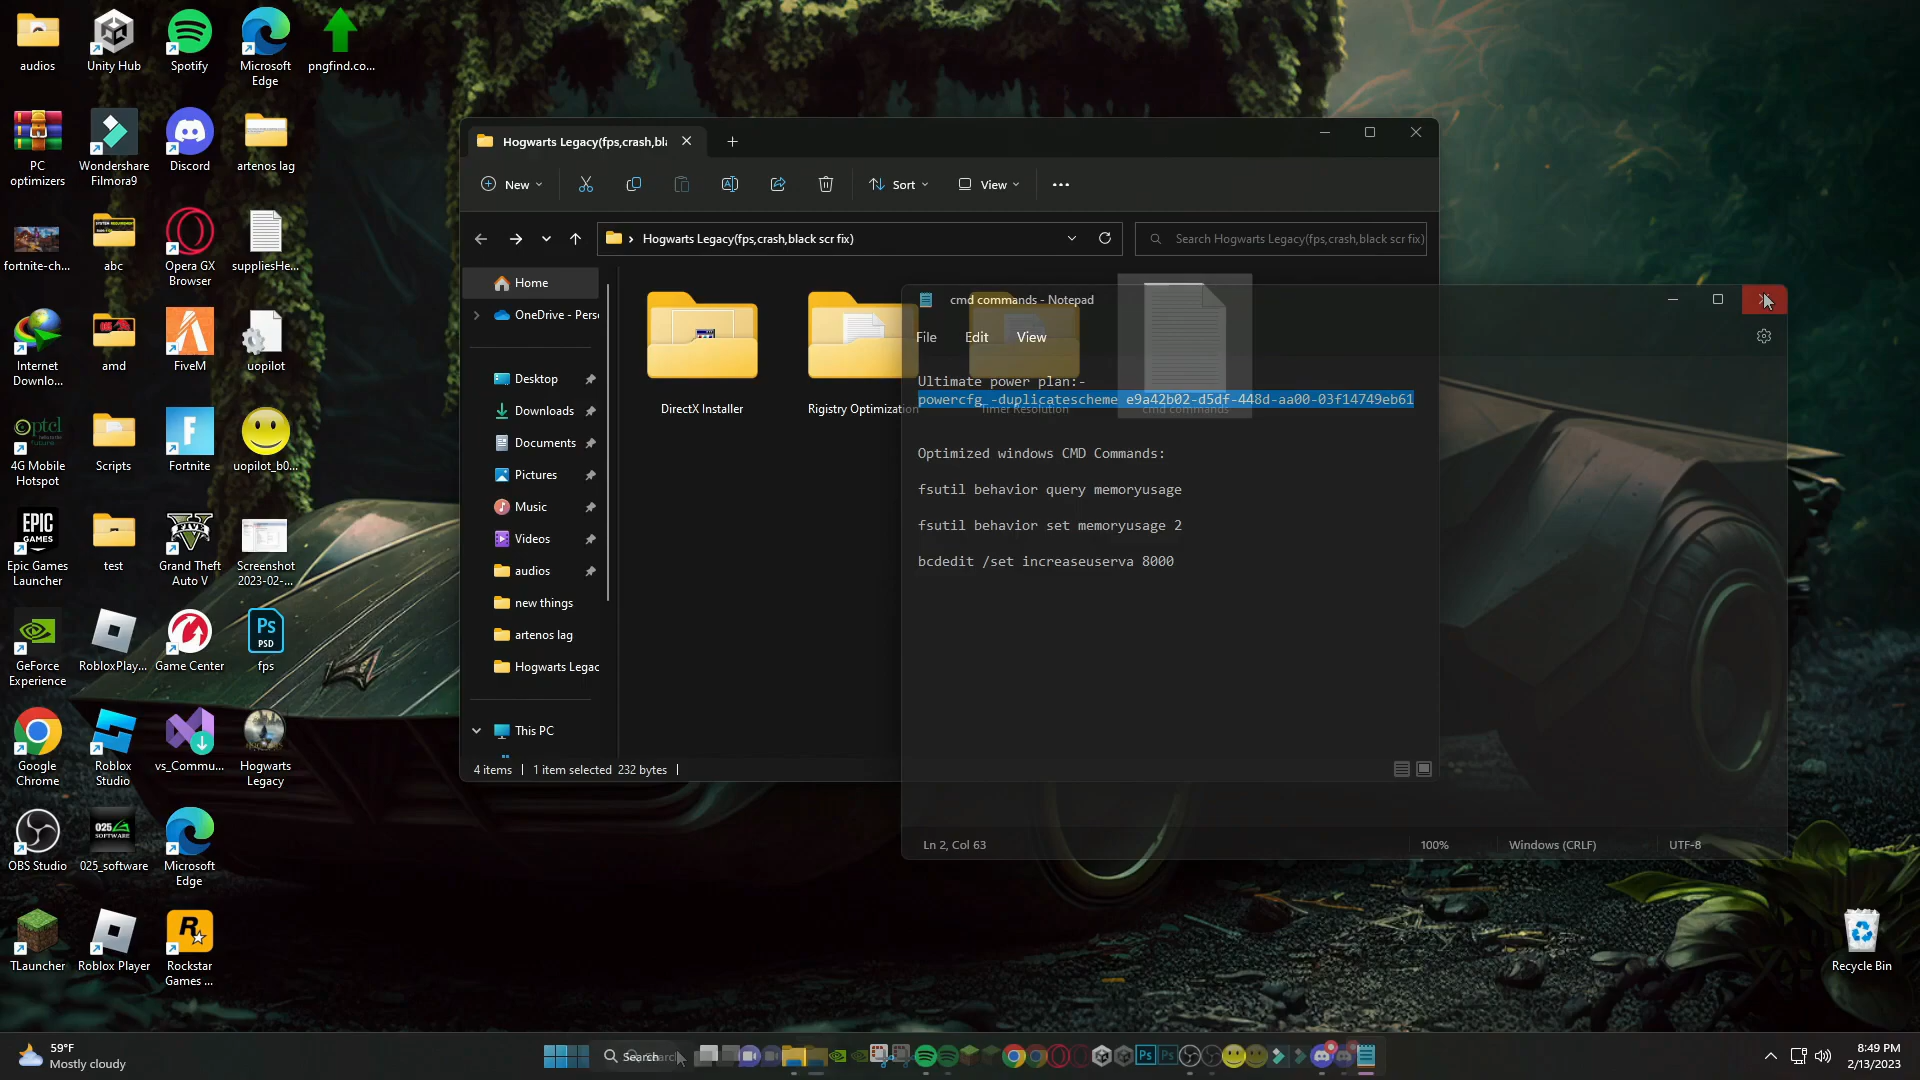 audios
Unity Hub
Spotify
Microsoft
Edge
pngfind.co...
PC
optimizers
Wondershare
Filmora9
Discord
artenos lag
fortnite-ch...
abc
Opera GX
Browser
suppliesHe...
Internet
Downlo...
amd
FiveM
uopilot
ptcl
4G Mobile
Hotspot
Scripts
Fortnite
uopilot_b0...
EPIC
GAMES
Epic Games
Launcher
test
Grand Theft
Auto V
Screenshot
2023-02-...
GeForce
Experience
RobloxPlay...
Game Center
Ps
PSD
fps
Google
Chrome
Roblox
Studio
vs_Commu...
Hogwarts
Legacy
OBS Studio
025
SOFTWARE
025_software
Microsoft
Edge
TLauncher
Roblox Player
Rockstar
Games ...
Hogwarts Legacy(fps,crash,bla
New
Sort
View
Hogwarts Legacy(fps,crash,black scr fix)
Search Hogwarts Legacy(fps,crash,black scr fix)
Home
OneDrive - Perso
Desktop
Downloads
Documents
Pictures
Music
Videos
audios
new things
artenos lag
Hogwarts Legac
This PC
DirectX Installer
Rigistry Optimization
Timer Resolution
cmd commands
4 items
1 item selected 232 bytes
cmd commands - Notepad
File
Edit
View
Ultimate power plan:-
powercfg -duplicatescheme e9a42b02-d5df-448d-aa00-03f14749eb61
Optimized windows CMD Commands:
fsutil behavior query memoryusage
fsutil behavior set memoryusage 2
bcdedit /set increaseuserva 8000
Ln 2, Col 63
100%
Windows (CRLF)
UTF-8
Recycle Bin
59°F
Mostly cloudy
Search
8:49 PM
2/13/2023